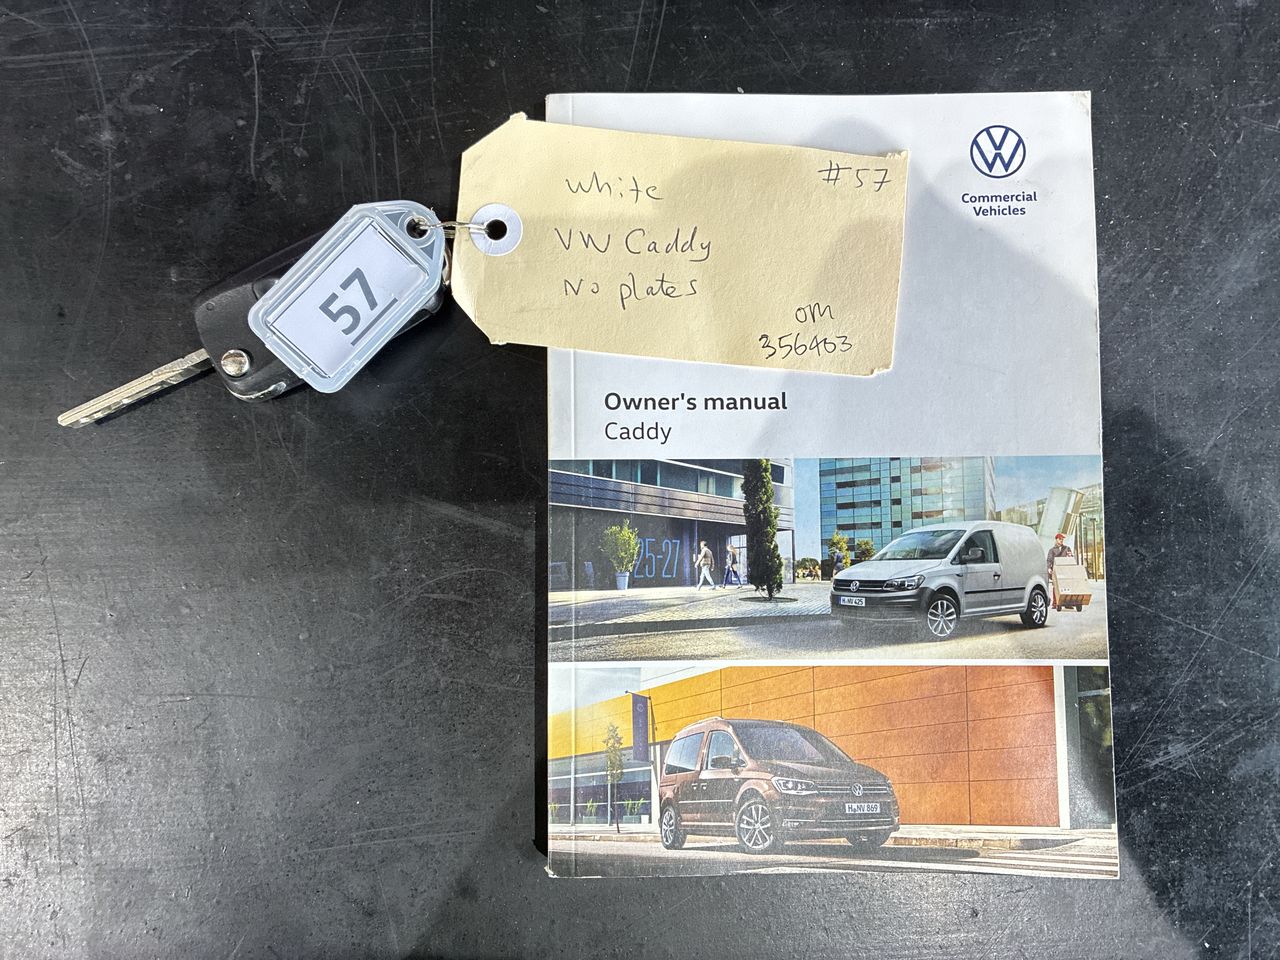 #57
White
VW Caddy
No plates
om
356403
57
Commercial
Vehicles
Owner's manual
Caddy
25-27
H·NV 425
H·NV 869